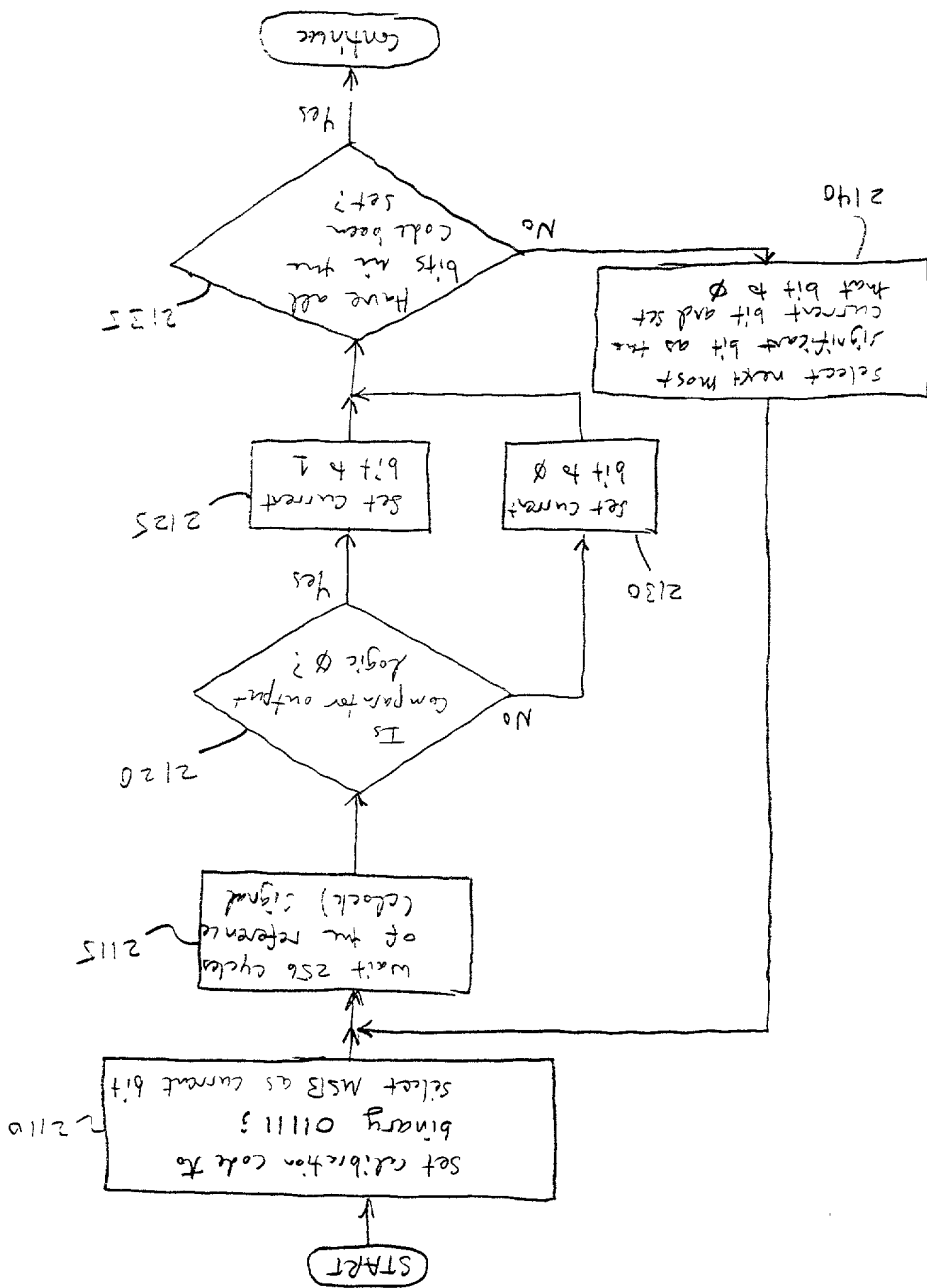 START
Set calibration code to
binary 01111;
select MSB as current bit
2110
wait 256 cycles
of the reference
(clock) signal
2115
Is
Comparator output
Logic Ø?
2120
Yes
No
Set current
bit to 1
2125
Set current
bit to Ø
2130
Have all
bits in the
code been
set?
2135
No
Yes
Select next most
significant bit as the
current bit and set
that bit to Ø
2140
Continue